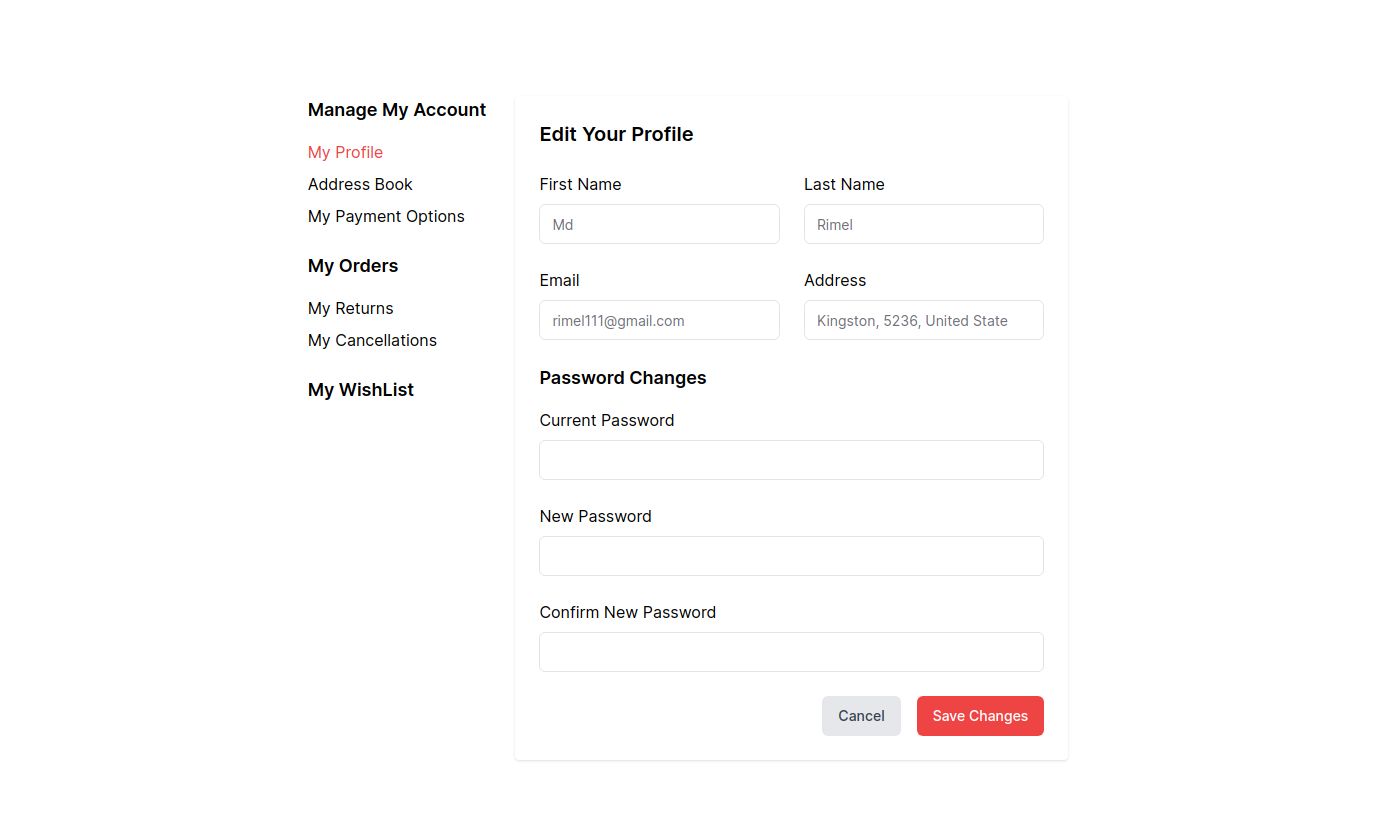 Manage My Account
My Profile
Address Book
My Payment Options
My Orders
My Returns
My Cancellations
My WishList
Edit Your Profile
First Name
Md
Last Name
Rimel
Email
rimel111@gmail.com
Address
Kingston, 5236, United State
Password Changes
Current Password
New Password
Confirm New Password
Cancel
Save Changes